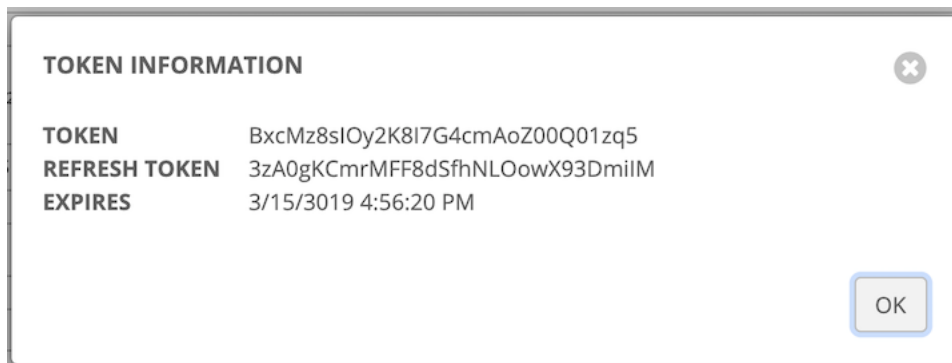 TOKEN INFORMATION
TOKEN BxcMz8sIOy2K8I7G4cmAoZ00Q01zq5
REFRESH TOKEN 3zA0gKCmrMFF8dSfhNLOowX93DmiIM
EXPIRES 3/15/3019 4:56:20 PM
OK